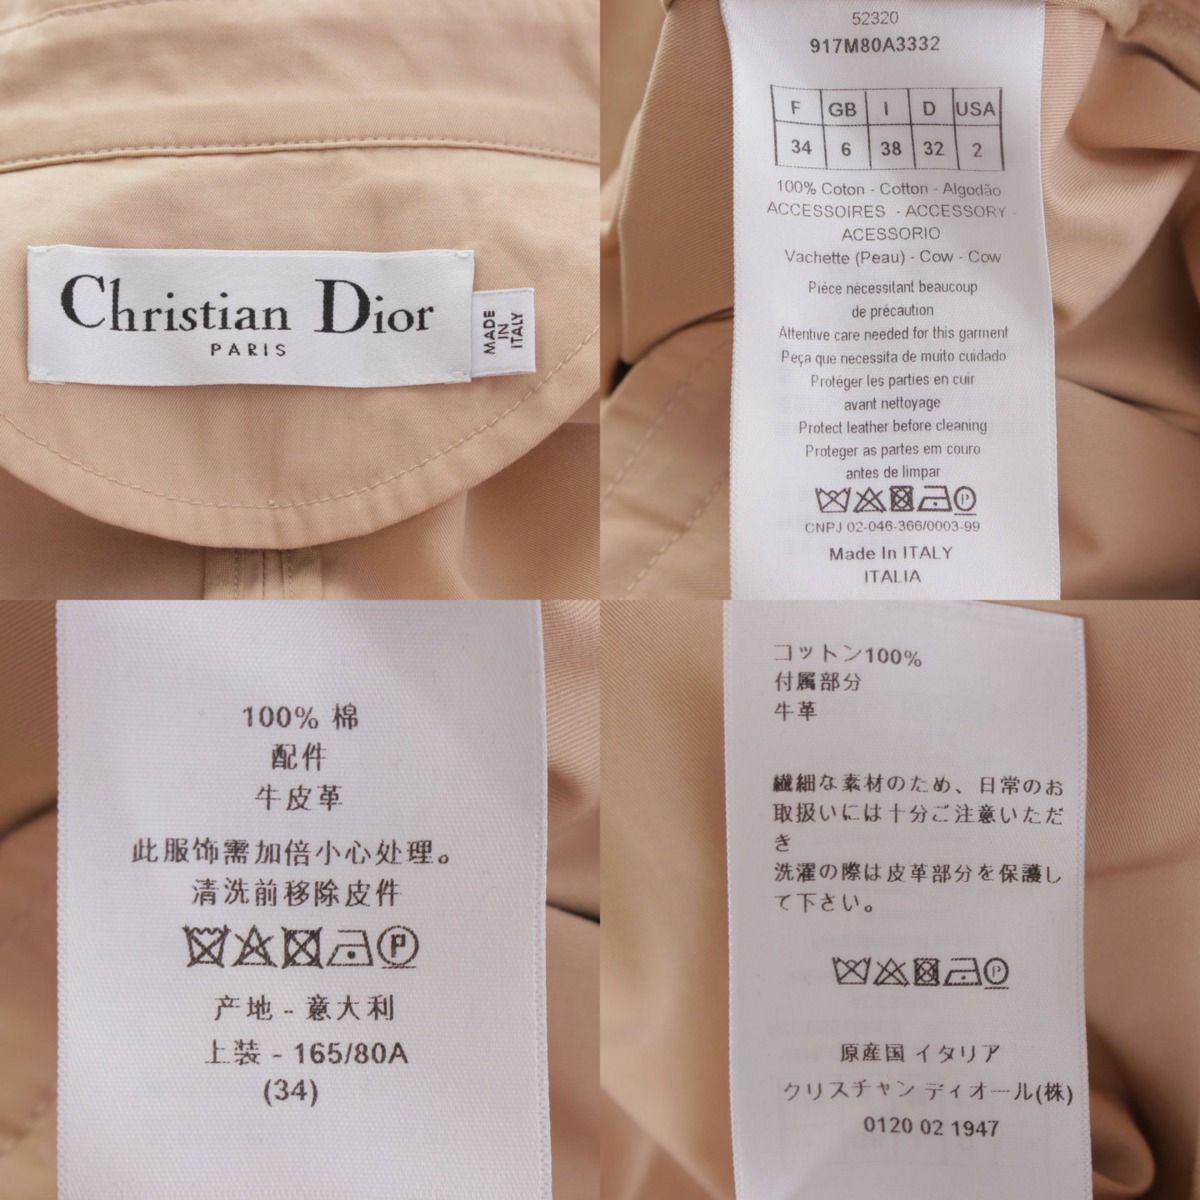 Christian Dior
PARIS
MADE
IN
ITALY
52320
917M80A3332
F GB I D USA
34 6 38 32 2
100% Coton - Cotton - Algodão
ACCESSOIRES - ACCESSORY -
ACESSORIO
Vachette (Peau) - Cow - Cow
Pièce nécessitant beaucoup
de précaution
Attentive care needed for this garment
Peça que necessita de muito cuidado
Protéger les parties en cuir
avant nettoyage
Protect leather before cleaning
Proteger as partes em couro
antes de limpar
P
CNPJ 02-046-366/0003-99
Made In ITALY
ITALIA
100% 棉
配件
牛皮革
此服饰需加倍小心处理。
清洗前移除皮件
P
产地 - 意大利
上装 - 165/80A
(34)
コットン100%
付属部分
牛革
繊細な素材のため、日常のお
取扱いには十分ご注意いただ
き
洗濯の際は皮革部分を保護し
て下さい。
P
原産国 イタリア
クリスチャン ディオール(株)
0120 02 1947